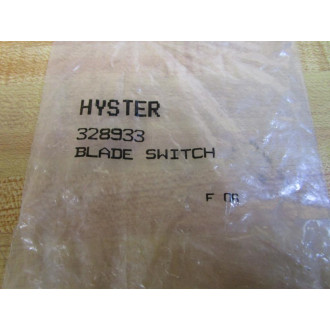 HYSTER
328933
BLADE SWITCH
F